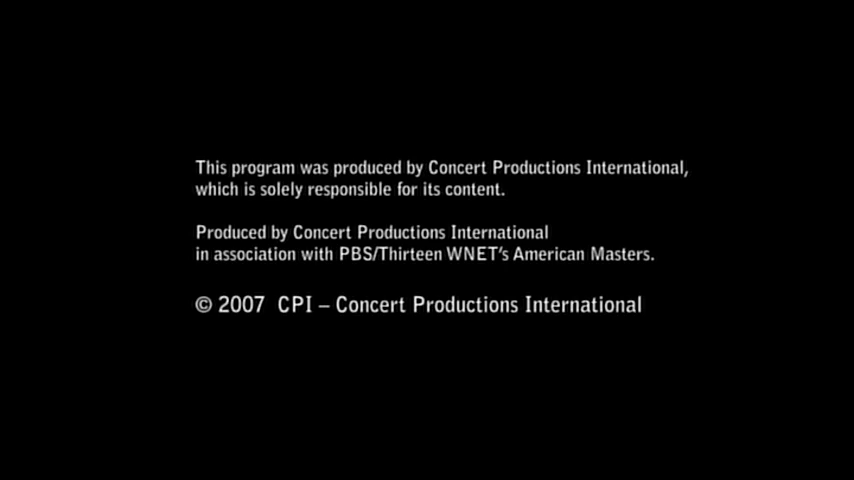 This program was produced by Concert Productions International,
which is solely responsible for its content.
Produced by Concert Productions International
in association with PBS/Thirteen WNET's American Masters.
© 2007 CPI – Concert Productions International